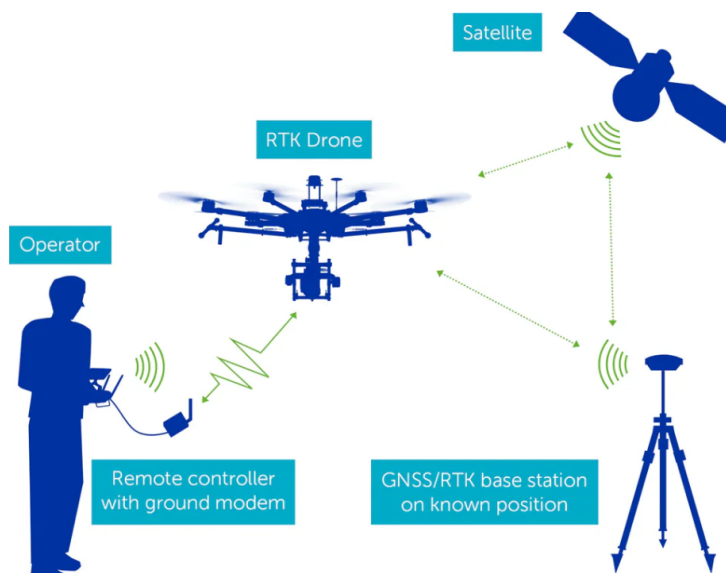 Satellite
RTK Drone
Operator
Remote controller
with ground modem
GNSS/RTK base station
on known position